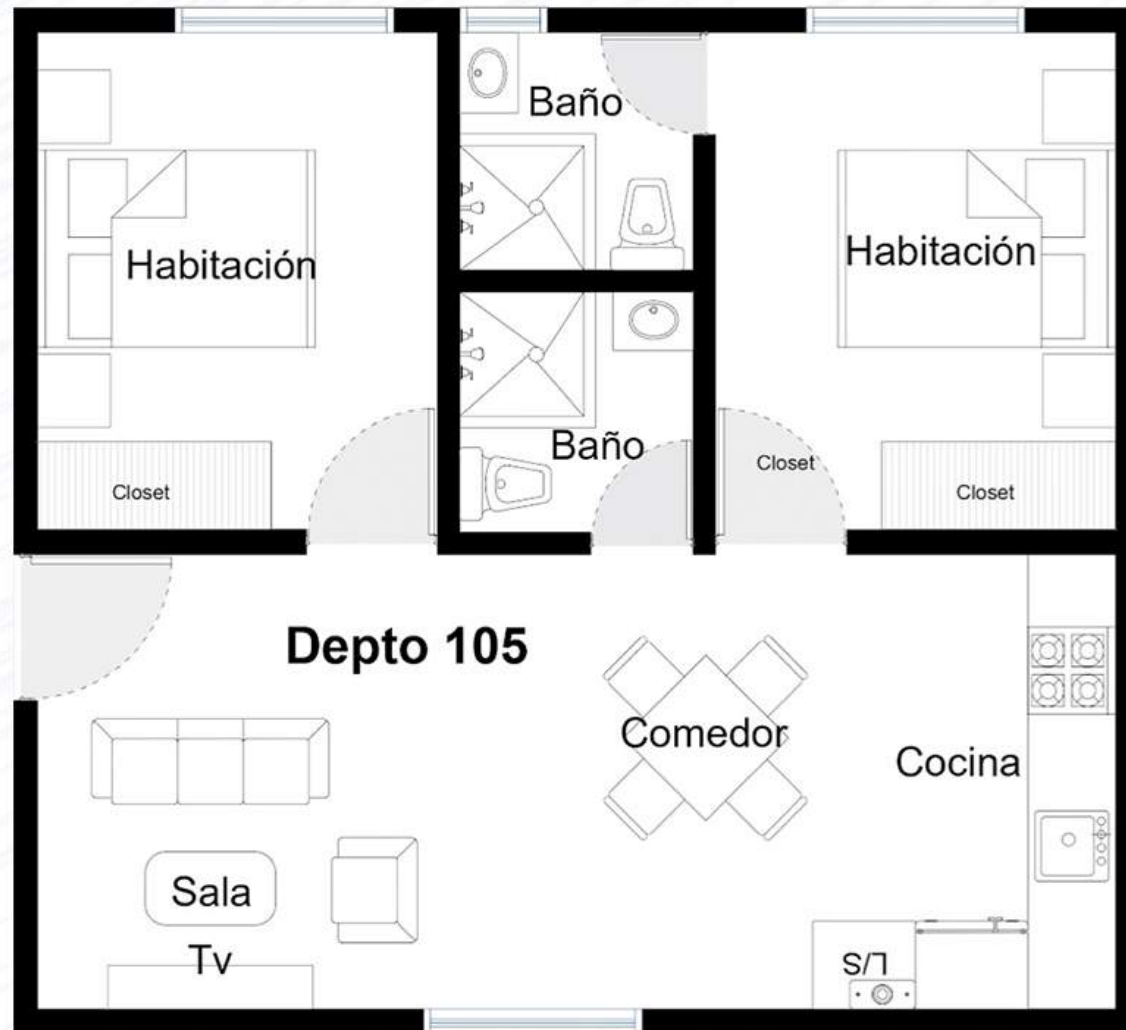 Baño
Habitación
Habitación
Baño
Closet
Closet
Closet
Depto 105
Comedor
Cocina
Sala
Tv
L/S